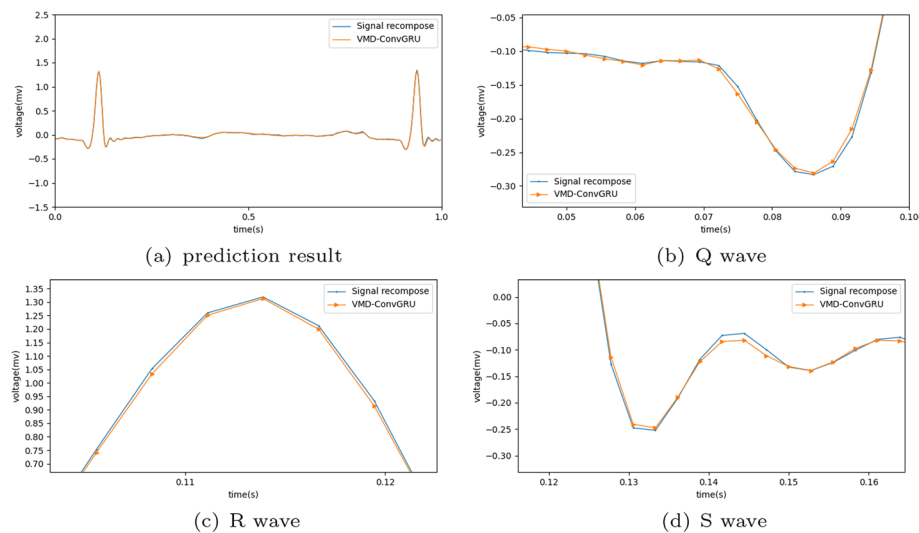 2.5
2.0
1.5
1.0
0.5
0.0
−0.5
−1.0
−1.5
voltage(mv)
0.0 0.5 1.0
time(s)
Signal recompose
VMD-ConvGRU
(a) prediction result
−0.05
−0.10
−0.15
−0.20
−0.25
−0.30
voltage(mv)
0.05 0.06 0.07 0.08 0.09 0.10
time(s)
Signal recompose
VMD-ConvGRU
(b) Q wave
1.35
1.30
1.25
1.20
1.15
1.10
1.05
1.00
0.95
0.90
0.85
0.80
0.75
0.70
voltage(mv)
0.11 0.12
time(s)
Signal recompose
VMD-ConvGRU
(c) R wave
0.00
−0.05
−0.10
−0.15
−0.20
−0.25
−0.30
voltage(mv)
0.12 0.13 0.14 0.15 0.16
time(s)
Signal recompose
VMD-ConvGRU
(d) S wave